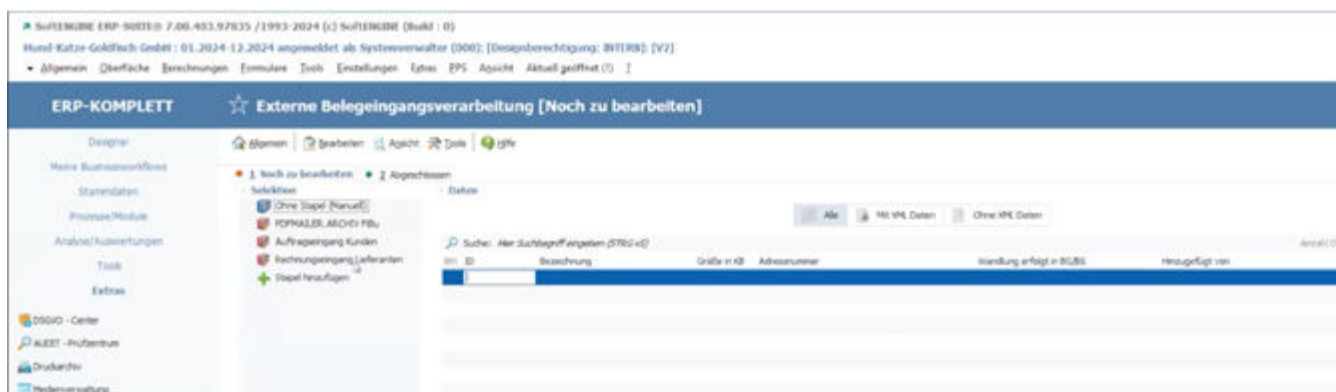 SoftENGINE ERP-SUITE® 7.00.403.97835 /1993-2024 (c) SoftENGINE (Build : 0)
Hund-Katze-Goldfisch GmbH : 01.2024-12.2024 angemeldet als Systemverwalter (000): [Designberechtigung: INTERN]: [V2]
Allgemein Oberfläche Berechnungen Formulare Tools Einstellungen Extras PPS Ansicht Aktuell geöffnet (1) ?
ERP-KOMPLETT
Externe Belegeingangsverarbeitung [Noch zu bearbeiten]
Designer
Meine Businessworkflows
Stammdaten
Prozesse/Module
Analyse/Auswertungen
Tools
Extras
DSGVO - Center
AUDIT - Prüfzentrum
Druckarchiv
Medienverwaltung
Allgemein Bearbeiten Ansicht Tools Hilfe
1 Noch zu bearbeiten 2 Abgeschlossen
Selektion
Ohne Stapel (Manuell)
POPMAILER ARCHIV FiBu
Auftragseingang Kunden
Rechnungseingang Lieferanten
Stapel hinzufügen
Daten
Alle Mit XML Daten Ohne XML Daten
Suche: Hier Suchbegriff eingeben (STRG+S)
Anzahl
ID Bezeichnung Größe in KB Adressnummer Wandlung erfolgt in BG/BS Hinzugefügt von